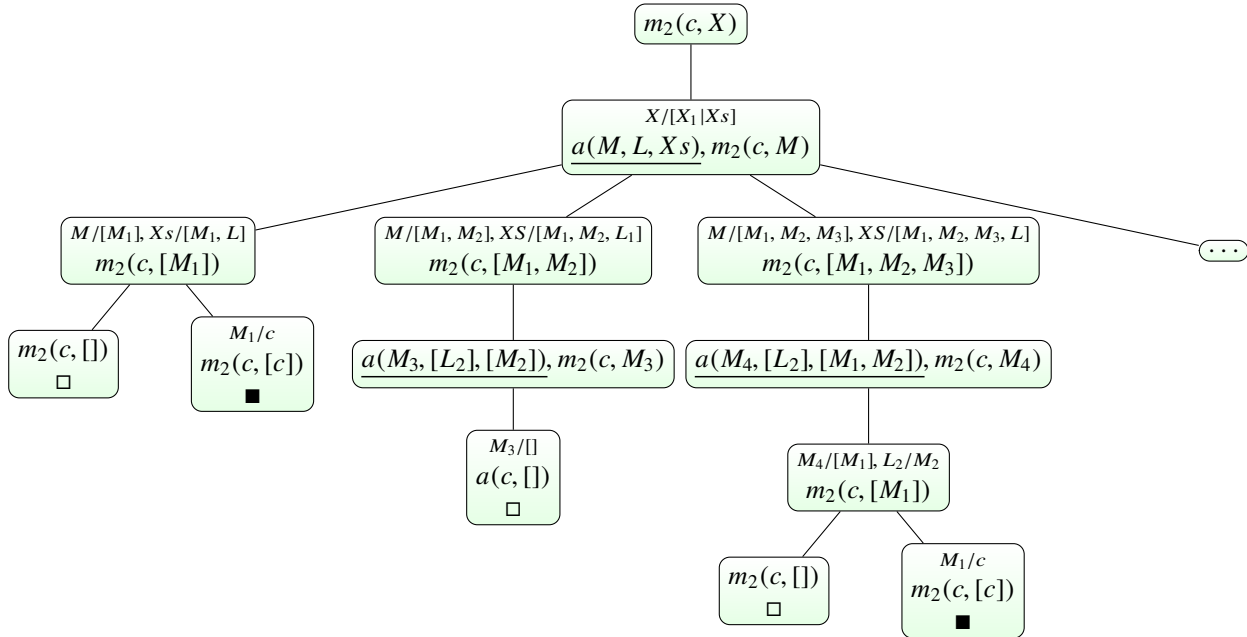 m₂(c, X)
X/[X₁|Xs]
a(M, L, Xs), m₂(c, M)
M/[M₁], Xs/[M₁, L]
m₂(c, [M₁])
M/[M₁, M₂], XS/[M₁, M₂, L₁]
m₂(c, [M₁, M₂])
M/[M₁, M₂, M₃], XS/[M₁, M₂, M₃, L]
m₂(c, [M₁, M₂, M₃])
· · ·
m₂(c, [])
□
M₁/c
m₂(c, [c])
■
a(M₃, [L₂], [M₂]), m₂(c, M₃)
a(M₄, [L₂], [M₁, M₂]), m₂(c, M₄)
M₃/[]
a(c, [])
□
M₄/[M₁], L₂/M₂
m₂(c, [M₁])
m₂(c, [])
□
M₁/c
m₂(c, [c])
■